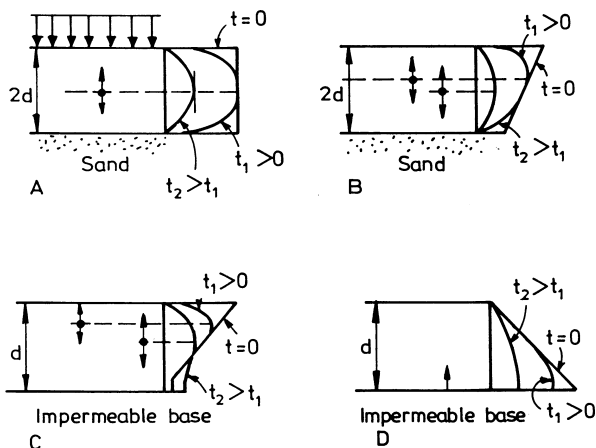 t=0
2d
Sand
t₁>0
t₂>t₁
A
t₁>0
t=0
2d
Sand
t₂>t₁
B
t₁>0
t=0
d
t₂>t₁
Impermeable base
C
t₂>t₁
t=0
d
t₁>0
Impermeable base
D